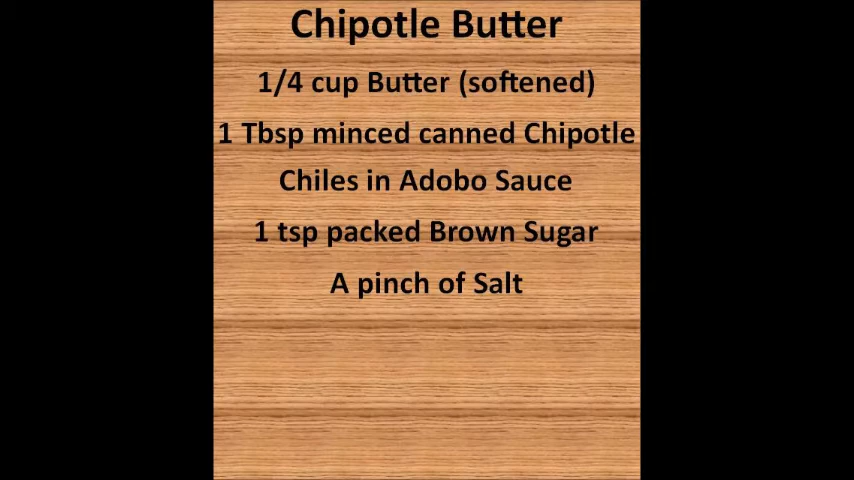 Chipotle Butter
1/4 cup Butter (softened)
1 Tbsp minced canned Chipotle
Chiles in Adobo Sauce
1 tsp packed Brown Sugar
A pinch of Salt